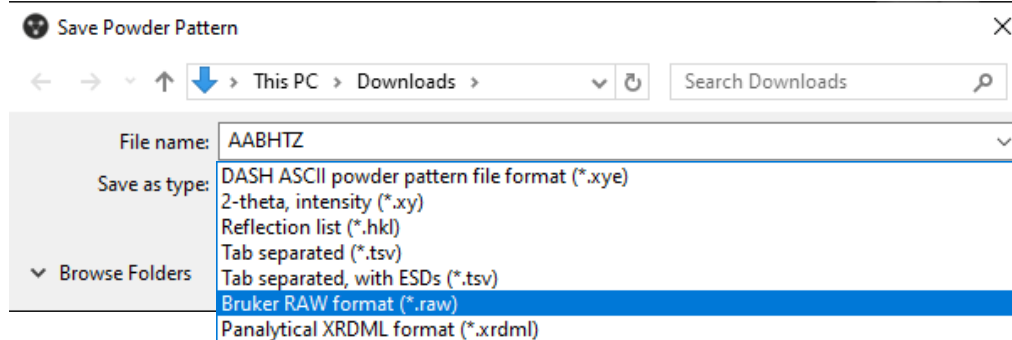 Save Powder Pattern
This PC > Downloads >
Search Downloads
File name: AABHTZ
Save as type: DASH ASCII powder pattern file format (*.xye)
2-theta, intensity (*.xy)
Reflection list (*.hkl)
Tab separated (*.tsv)
Tab separated, with ESDs (*.tsv)
Bruker RAW format (*.raw)
Panalytical XRDML format (*.xrdml)
Browse Folders